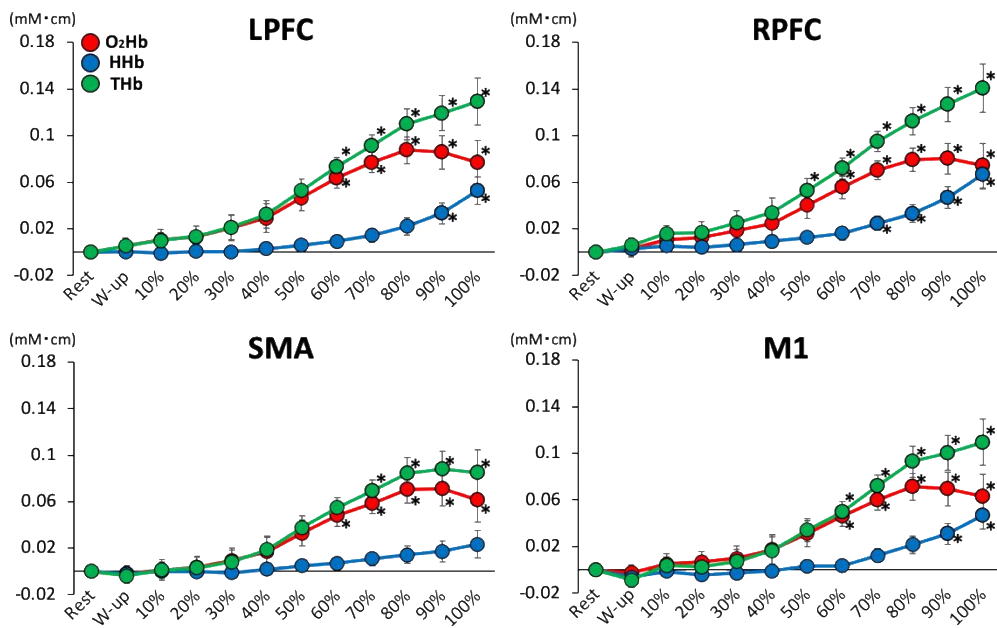 (mM・cm)
LPFC
0.18
0.14
0.1
0.06
0.02
-0.02
O₂Hb
HHb
THb
* * * * *
* * * * *
* *
Rest W-up 10% 20% 30% 40% 50% 60% 70% 80% 90% 100%
(mM・cm)
RPFC
0.18
0.14
0.1
0.06
0.02
-0.02
* * * * * *
* * * * *
* * * *
Rest W-up 10% 20% 30% 40% 50% 60% 70% 80% 90% 100%
(mM・cm)
SMA
0.18
0.14
0.1
0.06
0.02
-0.02
* * * *
* * * * *
Rest W-up 10% 20% 30% 40% 50% 60% 70% 80% 90% 100%
(mM・cm)
M1
0.18
0.14
0.1
0.06
0.02
-0.02
* * * * *
* * * * *
* *
Rest W-up 10% 20% 30% 40% 50% 60% 70% 80% 90% 100%